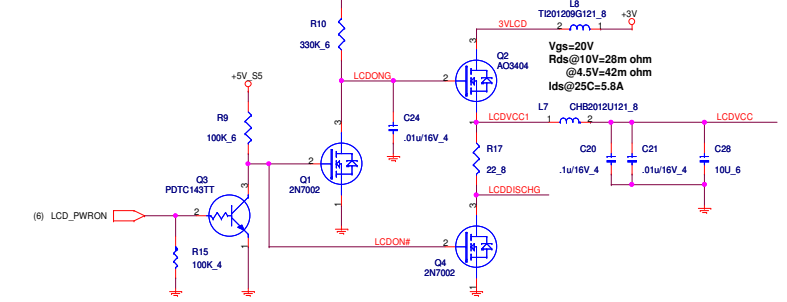 L8
TI201209G121_8
+3V
3VLCD
2
1
R10
330K_6
3
Q2
AO3404
Vgs=20V
Rds@10V=28m ohm
@4.5V=42m ohm
Ids@25C=5.8A
+5V_S5
LCDONG
2
1
LCDVCC1
L7
CHB2012U121_8
1
2
LCDVCC
R9
100K_6
3
C24
.01u/16V_4
R17
22_8
C20
.1u/16V_4
C21
.01u/16V_4
C28
10U_6
Q3
PDTC143TT
3
2
Q1
2N7002
1
LCDDISCHG
3
(6)
LCD_PWRON
2
1
R15
100K_4
LCDON#
2
Q4
2N7002
1